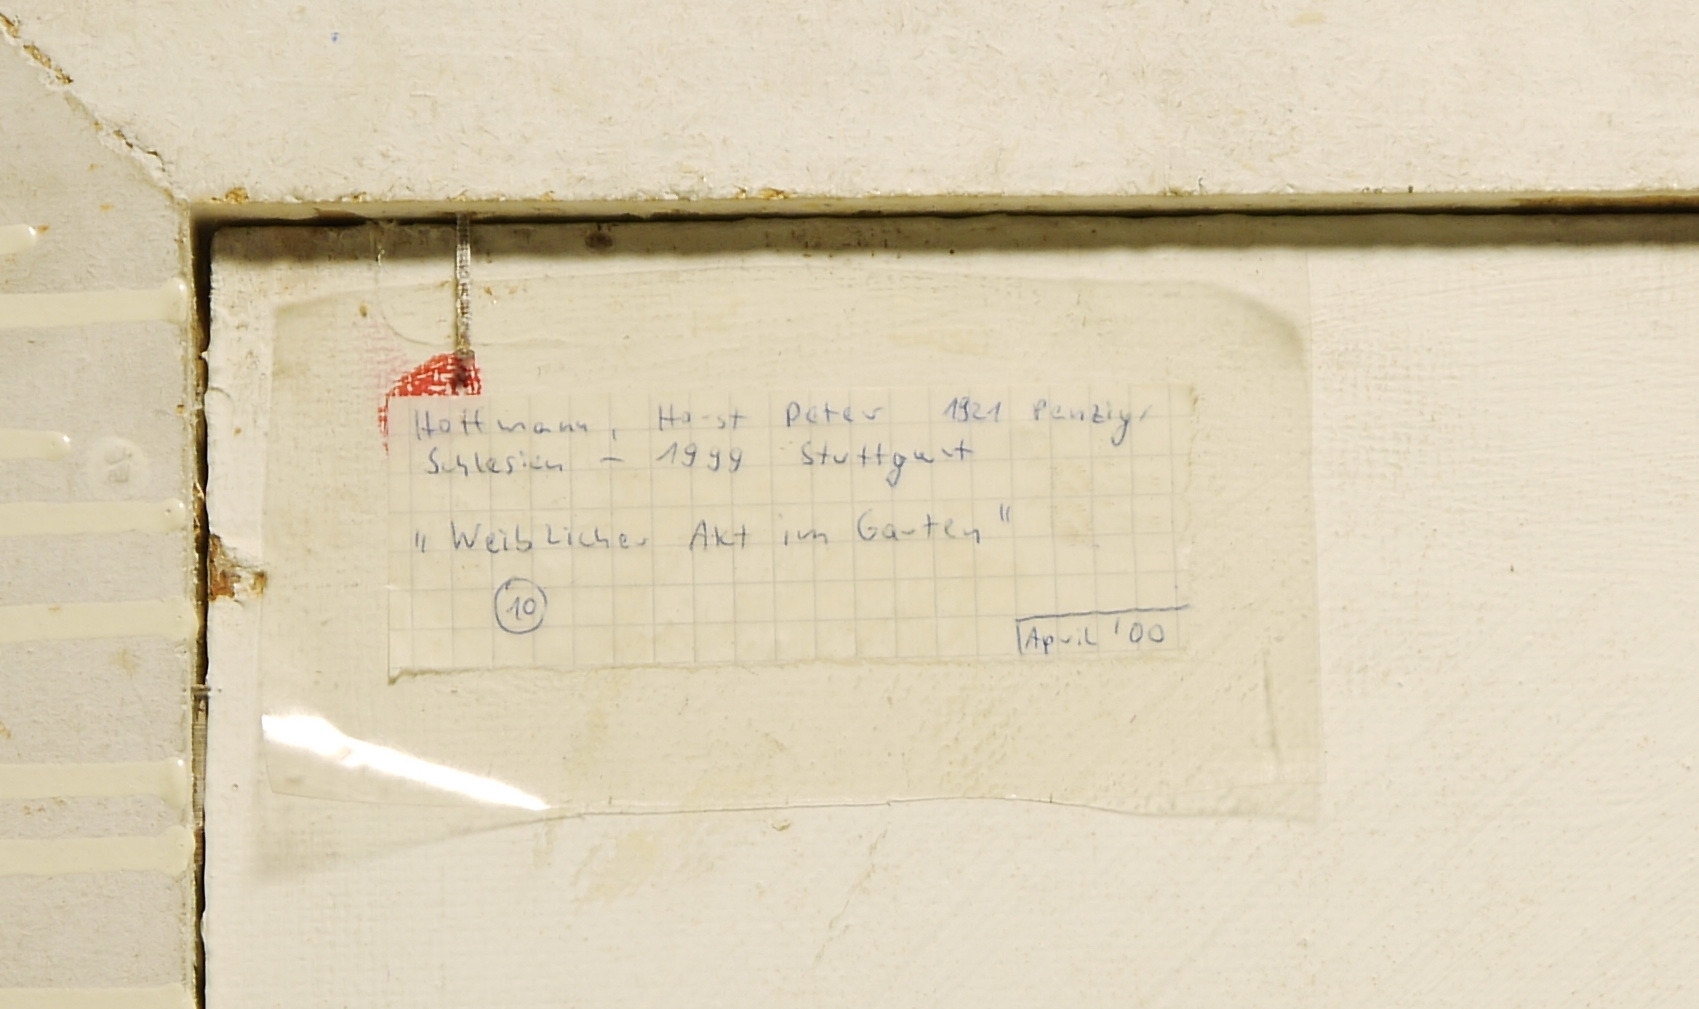 Hoffmann, Horst Peter 1921 Penzig,
Schlesien – 1999 Stuttgart
"Weiblicher Akt im Garten"
10
April '00